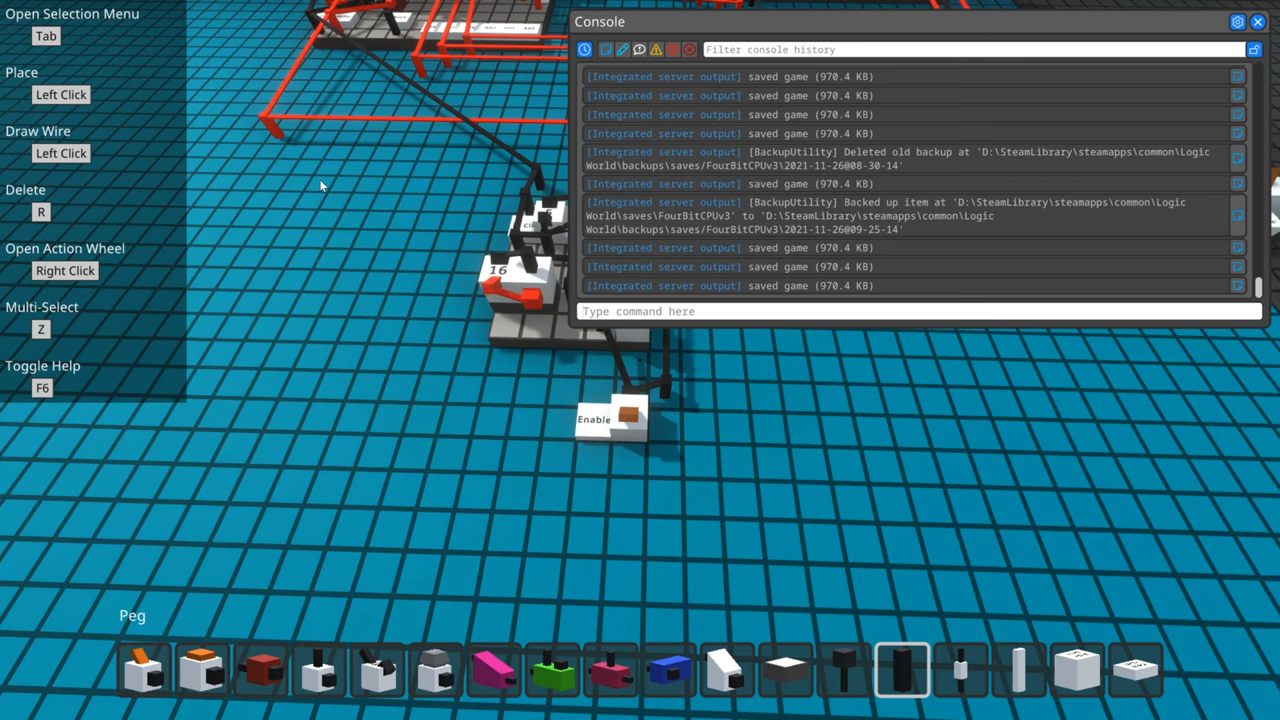 Open Selection Menu
Tab
Place
Left Click
Draw Wire
Left Click
Delete
R
Open Action Wheel
Right Click
Multi-Select
Z
Toggle Help
F6
Console
Filter console history
[Integrated server output] saved game (970.4 KB)
[Integrated server output] saved game (970.4 KB)
[Integrated server output] saved game (970.4 KB)
[Integrated server output] saved game (970.4 KB)
[Integrated server output] [BackupUtility] Deleted old backup at 'D:\SteamLibrary\steamapps\common\Logic
World\backups\saves/FourBitCPUv3\2021-11-26@08-30-14'
[Integrated server output] saved game (970.4 KB)
[Integrated server output] [BackupUtility] Backed up item at 'D:\SteamLibrary\steamapps\common\Logic
World\saves\FourBitCPUv3' to 'D:\SteamLibrary\steamapps\common\Logic
World\backups\saves/FourBitCPUv3\2021-11-26@09-25-14'
[Integrated server output] saved game (970.4 KB)
[Integrated server output] saved game (970.4 KB)
[Integrated server output] saved game (970.4 KB)
Type command here
16
Enable
Peg